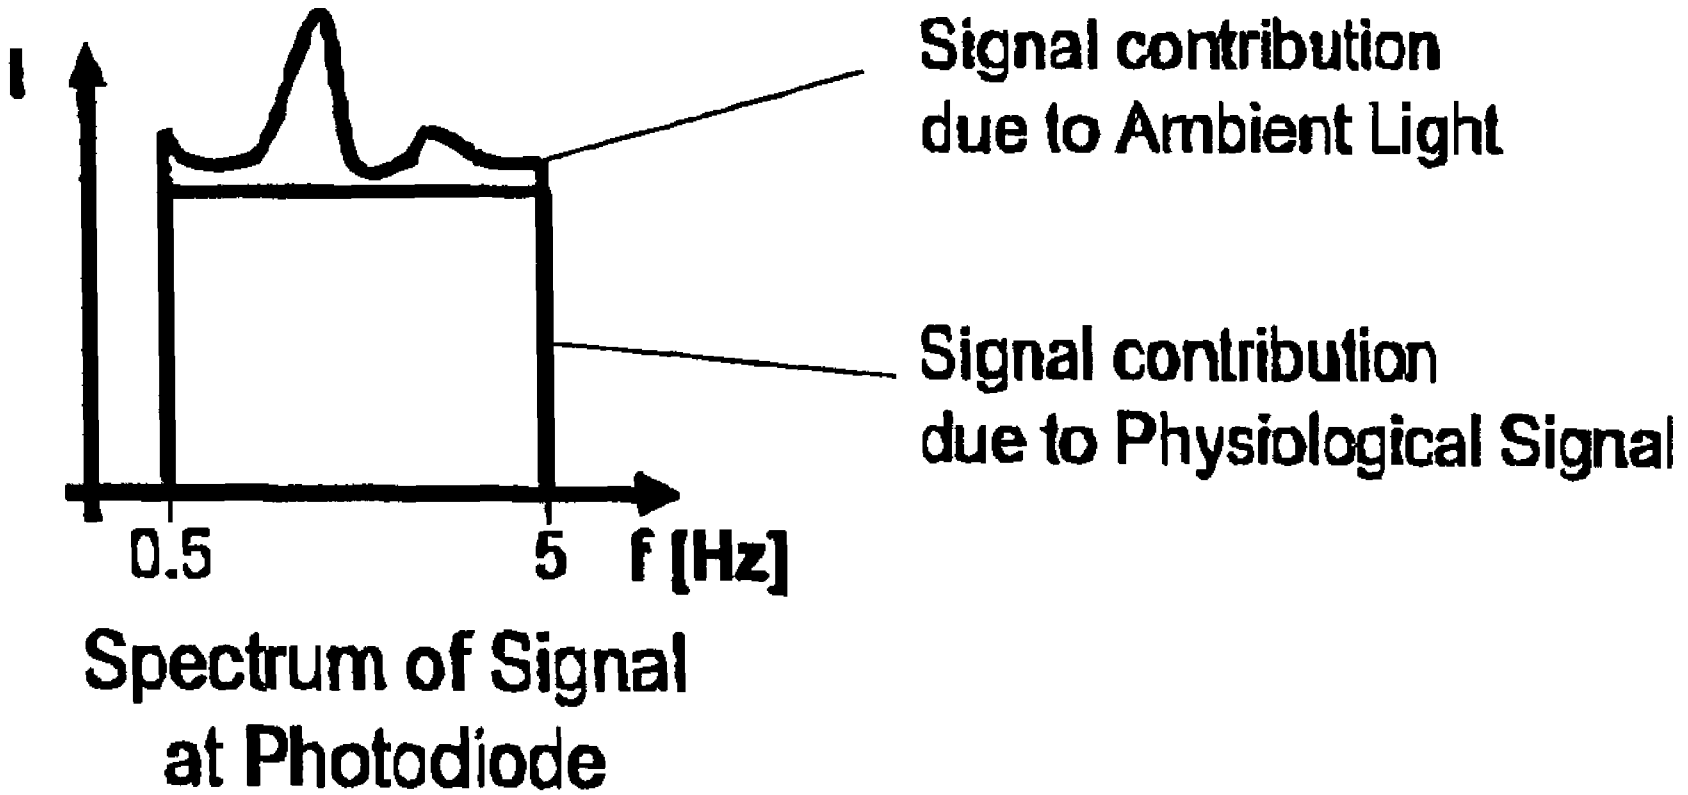 I
Signal contribution
due to Ambient Light
Signal contribution
due to Physiological Signal
0.5 5 f [Hz]
Spectrum of Signal
at Photodiode